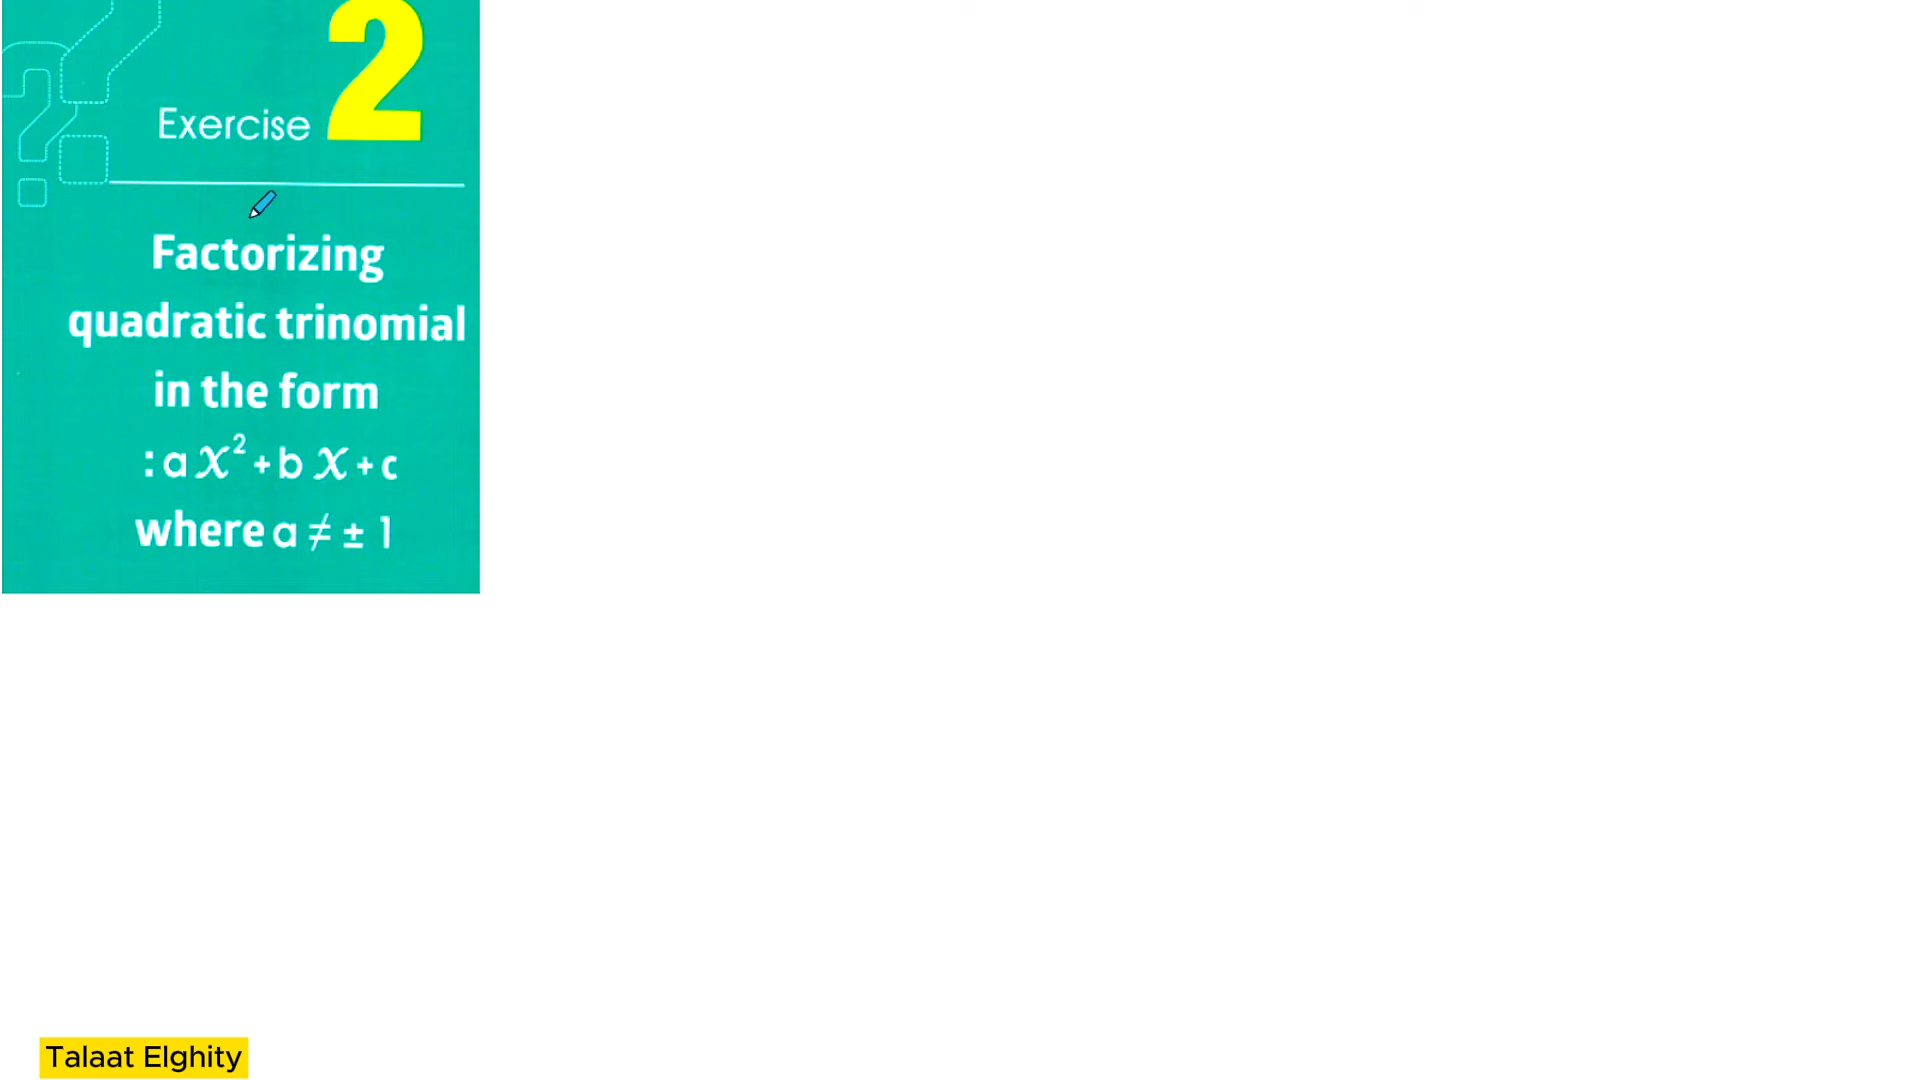 Exercise 2
Factorizing
quadratic trinomial
in the form
: a x² + b x + c
where a ≠ ± 1
Talaat Elghity